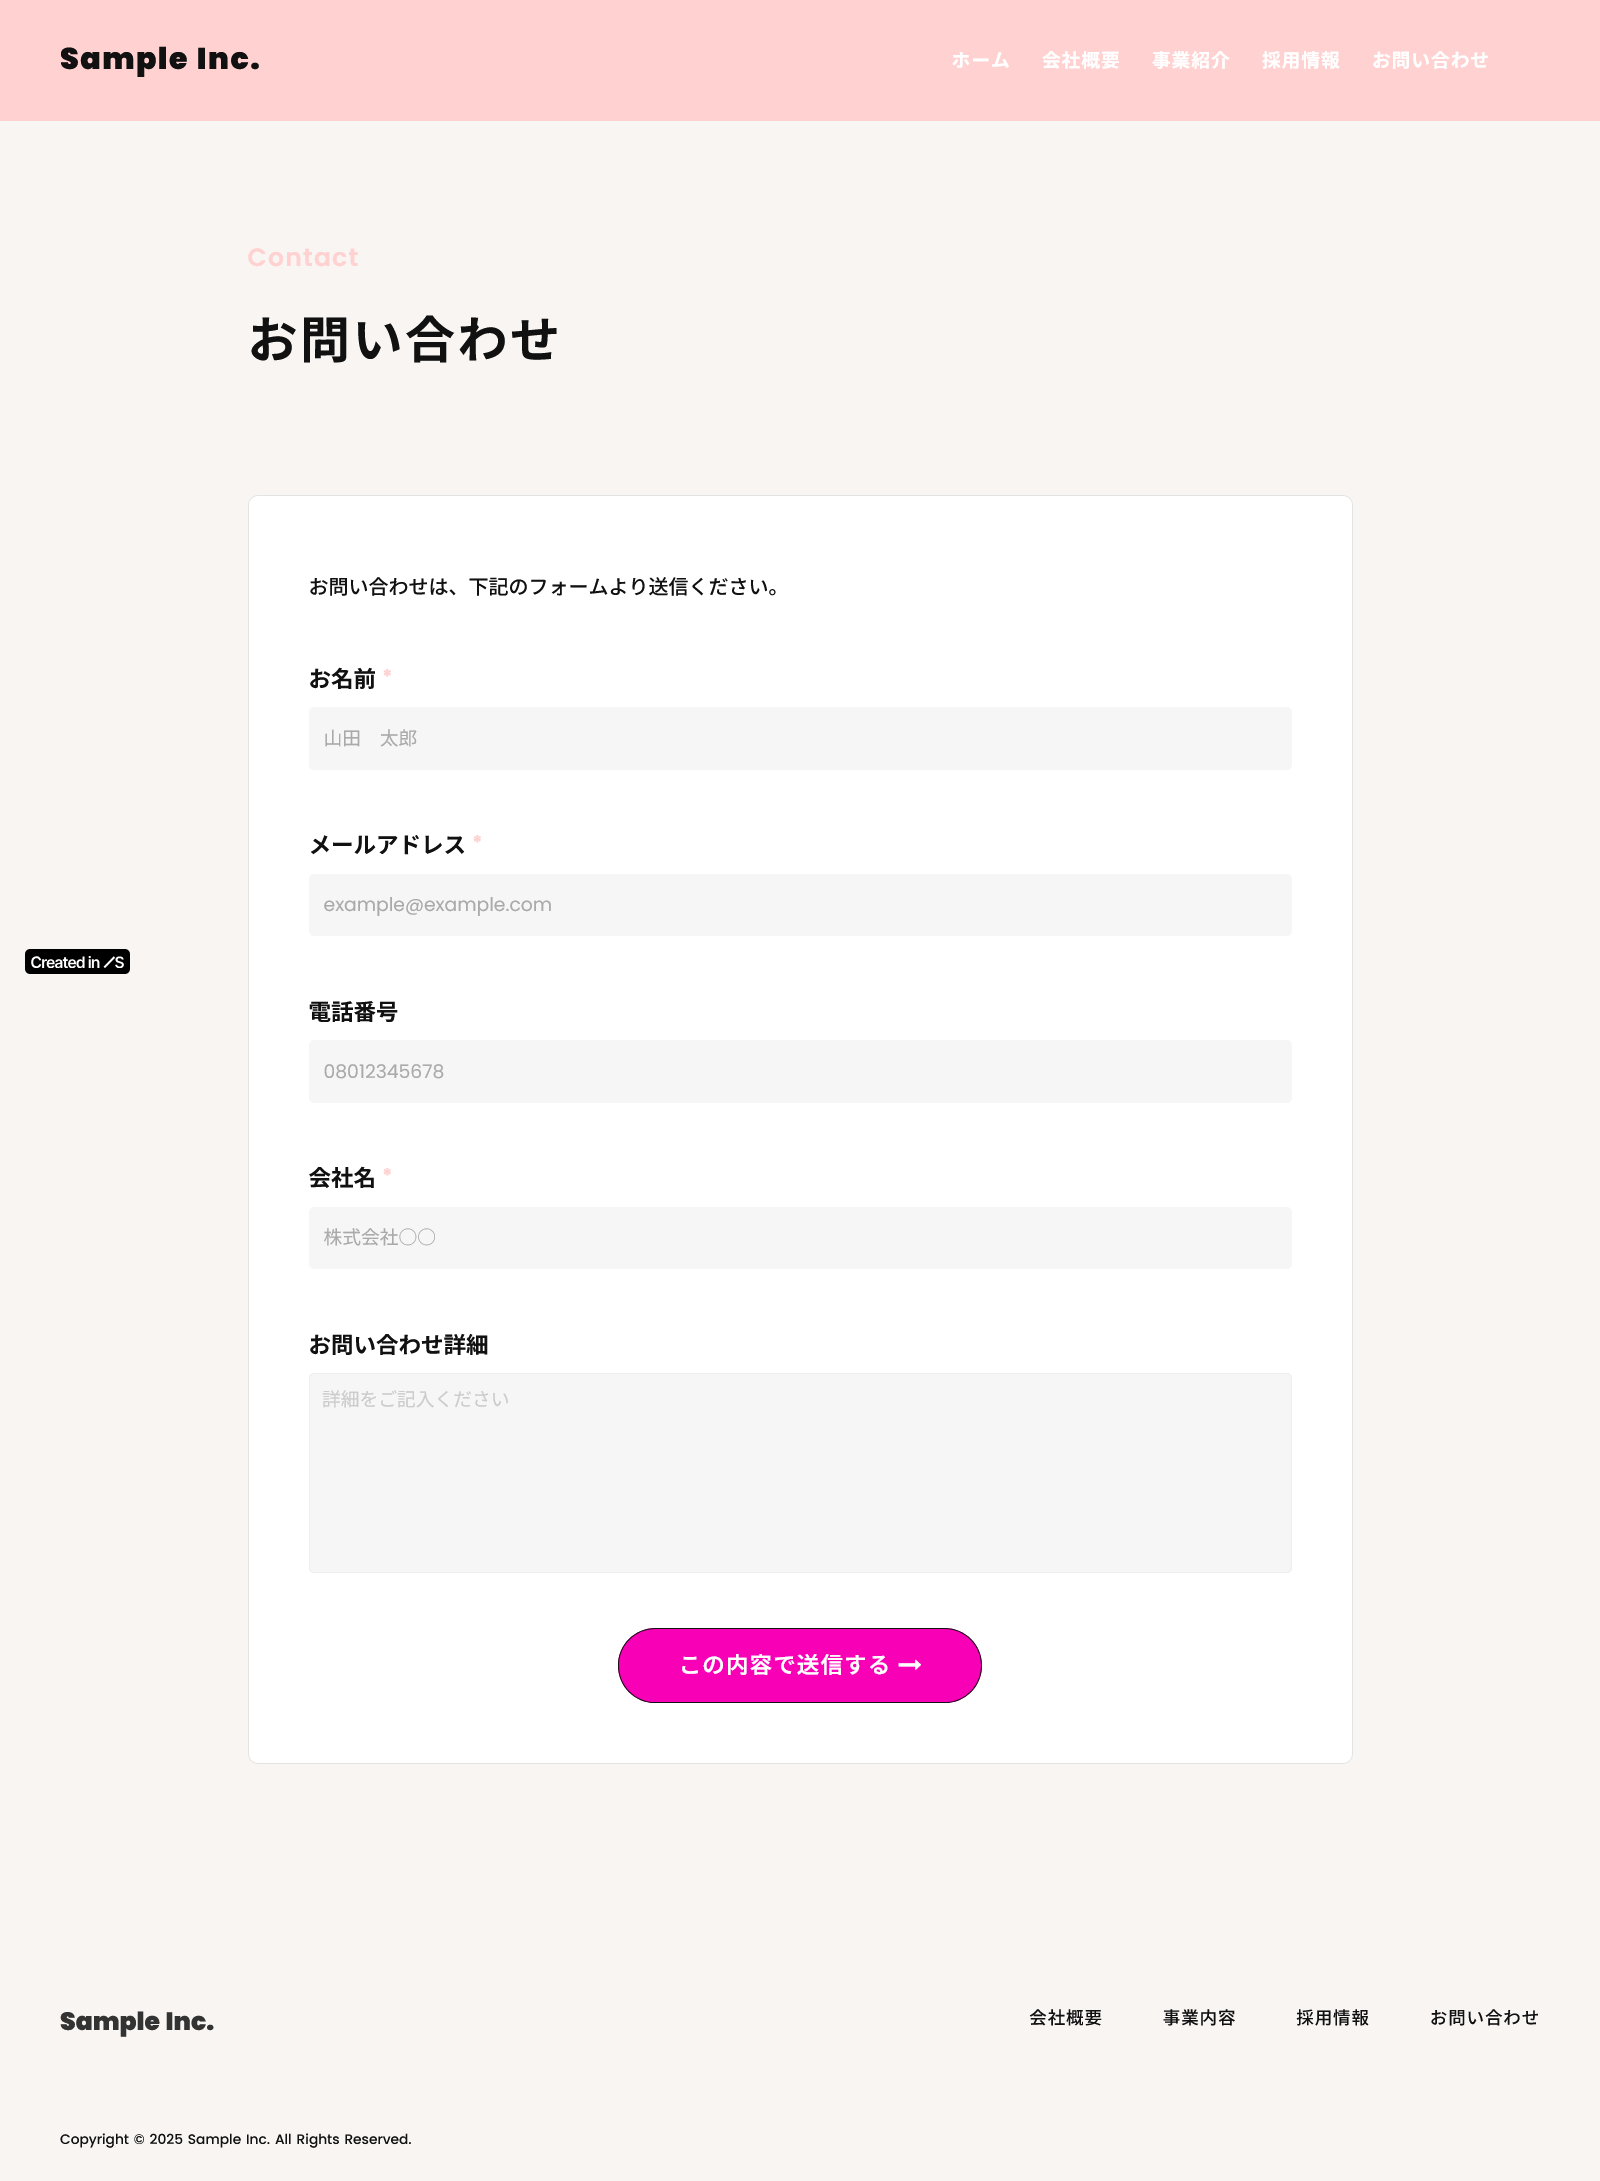 Sample Inc.
ホーム 会社概要 事業紹介 採用情報 お問い合わせ
Contact
お問い合わせ
お問い合わせは、下記のフォームより送信ください。
お名前 *
山田　太郎
メールアドレス *
example@example.com
Created in
電話番号
08012345678
会社名 *
株式会社〇〇
お問い合わせ詳細
詳細をご記入ください
この内容で送信する →
Sample Inc.
会社概要 事業内容 採用情報 お問い合わせ
Copyright © 2025 Sample Inc. All Rights Reserved.